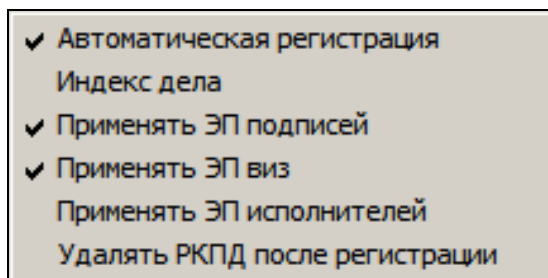 Автоматическая регистрация
Индекс дела
Применять ЭП подписей
Применять ЭП виз
Применять ЭП исполнителей
Удалять РКПД после регистрации